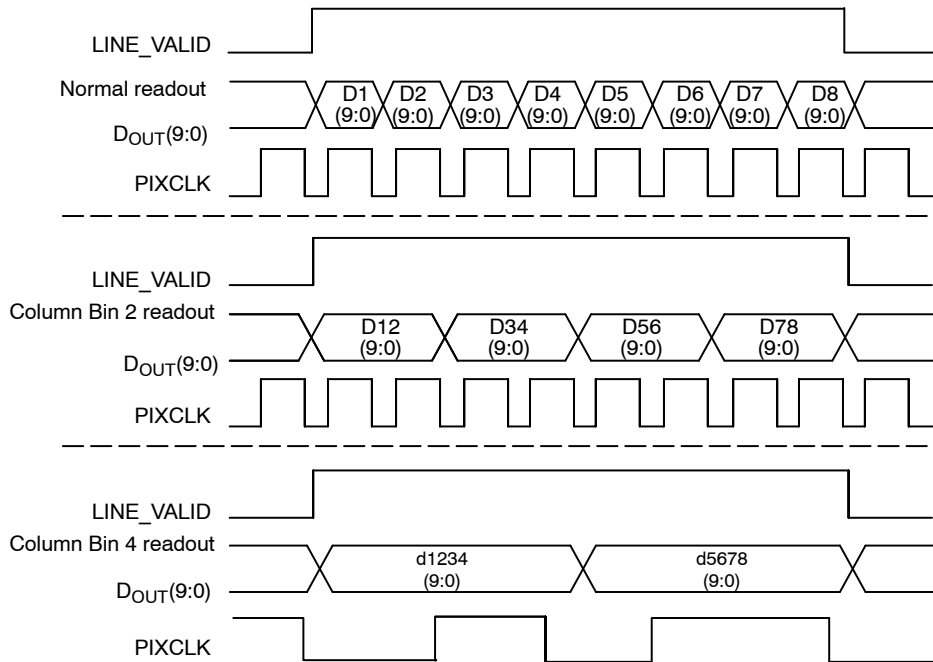 LINE_VALID
Normal readout
D1 D2 D3 D4 D5 D6 D7 D8
(9:0) (9:0) (9:0) (9:0) (9:0) (9:0) (9:0) (9:0)
DOUT(9:0)
PIXCLK
LINE_VALID
Column Bin 2 readout
D12 D34 D56 D78
(9:0) (9:0) (9:0) (9:0)
DOUT(9:0)
PIXCLK
LINE_VALID
Column Bin 4 readout
d1234 d5678
(9:0) (9:0)
DOUT(9:0)
PIXCLK